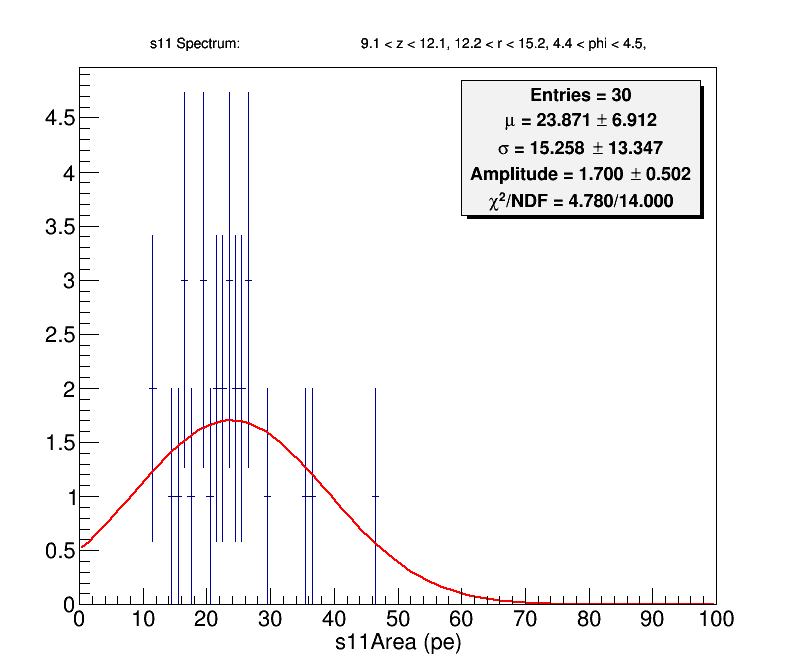 s11 Spectrum: 9.1 < z < 12.1, 12.2 < r < 15.2, 4.4 < phi < 4.5,
Entries = 30
μ = 23.871 ± 6.912
σ = 15.258 ± 13.347
Amplitude = 1.700 ± 0.502
χ²/NDF = 4.780/14.000
4.5
4
3.5
3
2.5
2
1.5
1
0.5
0
0 10 20 30 40 50 60 70 80 90 100
s11Area (pe)